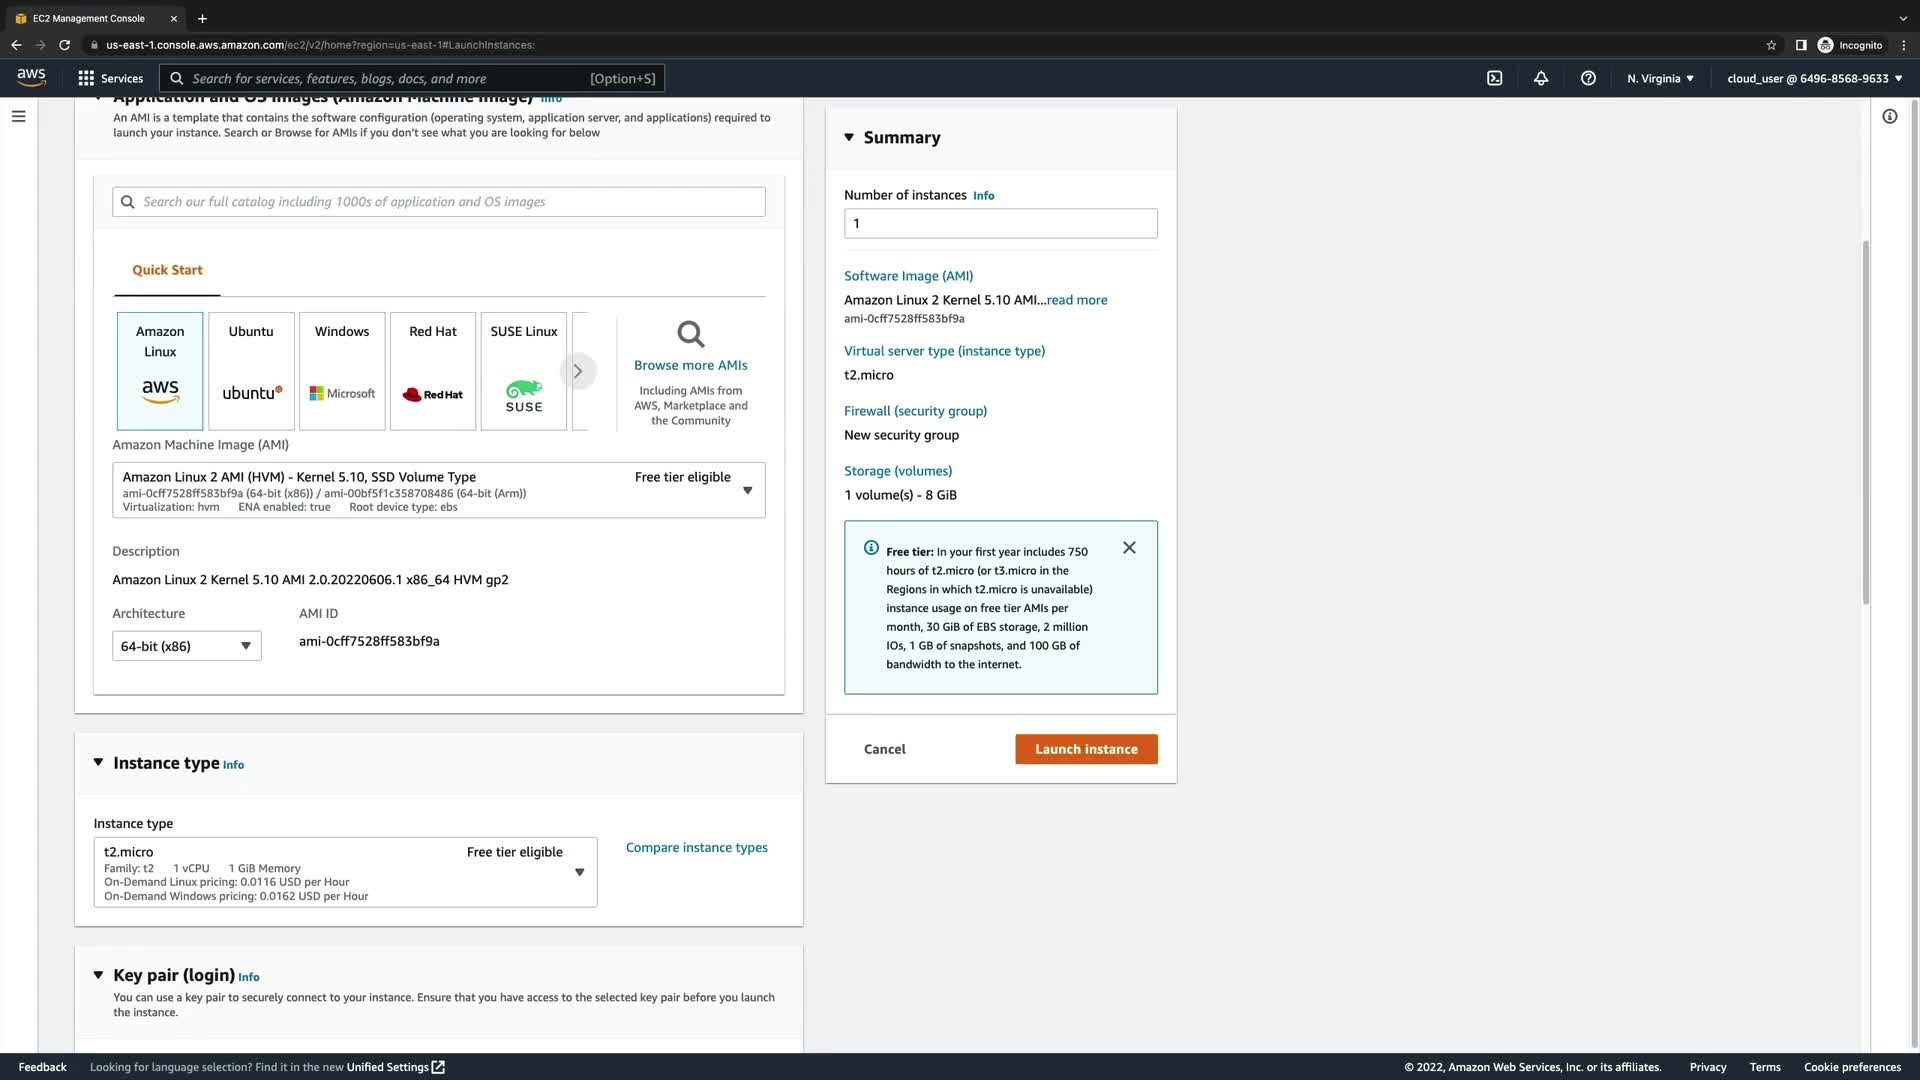 EC2 Management Console
us-east-1.console.aws.amazon.com/ec2/v2/home?region=us-east-1#LaunchInstances:
Incognito
aws
Services
Search for services, features, blogs, docs, and more
[Option+S]
N. Virginia
cloud_user @ 6496-8568-9633
Application and OS Images (Amazon Machine Image) Info
An AMI is a template that contains the software configuration (operating system, application server, and applications) required to
launch your instance. Search or Browse for AMIs if you don't see what you are looking for below
Search our full catalog including 1000s of application and OS images
Quick Start
Amazon
Linux
aws
Ubuntu
ubuntu
Windows
Microsoft
Red Hat
Red Hat
SUSE Linux
SUSE
Browse more AMIs
Including AMIs from
AWS, Marketplace and
the Community
Amazon Machine Image (AMI)
Amazon Linux 2 AMI (HVM) - Kernel 5.10, SSD Volume Type
Free tier eligible
ami-0cff7528ff583bf9a (64-bit (x86)) / ami-00bf5f1c358708486 (64-bit (Arm))
Virtualization: hvm ENA enabled: true Root device type: ebs
Description
Amazon Linux 2 Kernel 5.10 AMI 2.0.20220606.1 x86_64 HVM gp2
Architecture
AMI ID
64-bit (x86)
ami-0cff7528ff583bf9a
Instance type Info
Instance type
t2.micro
Free tier eligible
Family: t2 1 vCPU 1 GiB Memory
On-Demand Linux pricing: 0.0116 USD per Hour
On-Demand Windows pricing: 0.0162 USD per Hour
Compare instance types
Key pair (login) Info
You can use a key pair to securely connect to your instance. Ensure that you have access to the selected key pair before you launch
the instance.
Summary
Number of instances Info
1
Software Image (AMI)
Amazon Linux 2 Kernel 5.10 AMI...read more
ami-0cff7528ff583bf9a
Virtual server type (instance type)
t2.micro
Firewall (security group)
New security group
Storage (volumes)
1 volume(s) - 8 GiB
Free tier: In your first year includes 750
hours of t2.micro (or t3.micro in the
Regions in which t2.micro is unavailable)
instance usage on free tier AMIs per
month, 30 GiB of EBS storage, 2 million
IOs, 1 GB of snapshots, and 100 GB of
bandwidth to the internet.
Cancel
Launch instance
Feedback
Looking for language selection? Find it in the new Unified Settings
© 2022, Amazon Web Services, Inc. or its affiliates.
Privacy
Terms
Cookie preferences